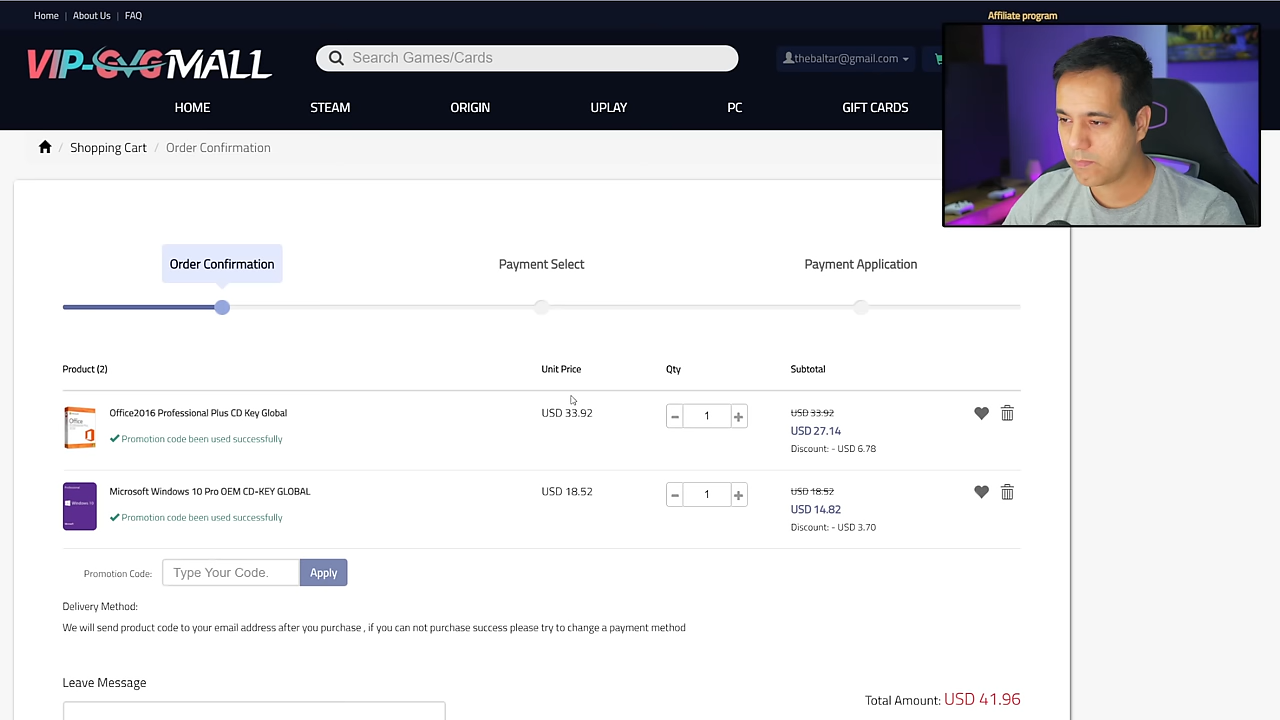 Home | About Us | FAQ
Affiliate program
VIP-GVGMALL
Search Games/Cards
thebaltar@gmail.com
HOME STEAM ORIGIN UPLAY PC GIFT CARDS
/ Shopping Cart / Order Confirmation
Order Confirmation Payment Select Payment Application
Product (2) Unit Price Qty Subtotal
Office2016 Professional Plus CD Key Global USD 33.92 - 1 + USD 33.92
USD 27.14
Promotion code been used successfully
Discount: - USD 6.78
Office
Microsoft Windows 10 Pro OEM CD-KEY GLOBAL USD 18.52 - 1 + USD 18.52
USD 14.82
Promotion code been used successfully
Discount: - USD 3.70
Windows 10
Promotion Code: Type Your Code. Apply
Delivery Method:
We will send product code to your email address after you purchase , if you can not purchase success please try to change a payment method
Leave Message
Total Amount: USD 41.96